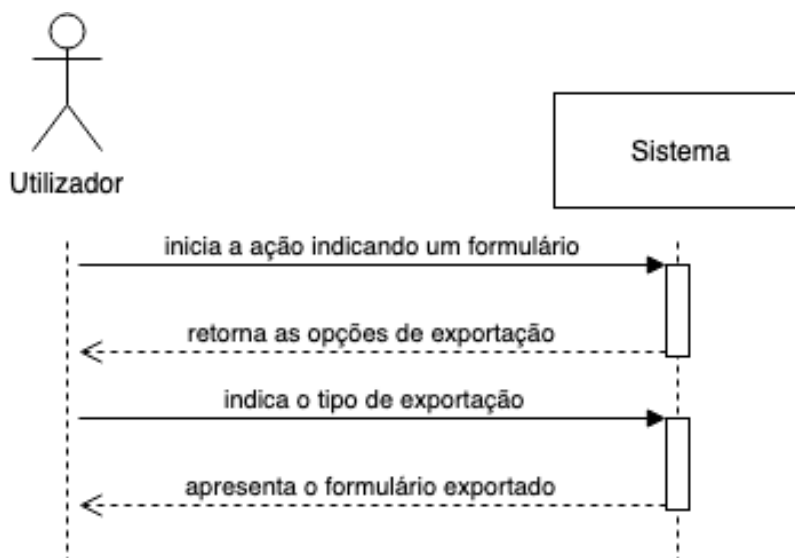 Utilizador
Sistema
inicia a ação indicando um formulário
retorna as opções de exportação
indica o tipo de exportação
apresenta o formulário exportado